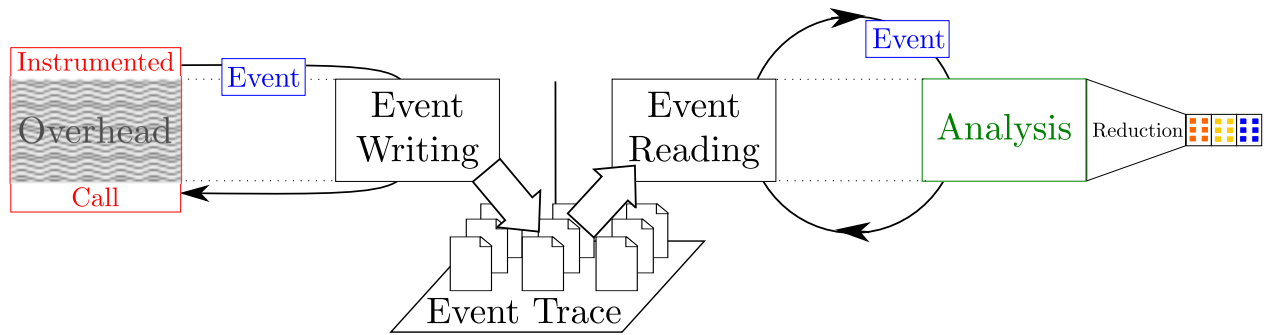 Instrumented
Overhead
Call
Event
Event
Writing
Event Trace
Event
Reading
Event
Analysis
Reduction